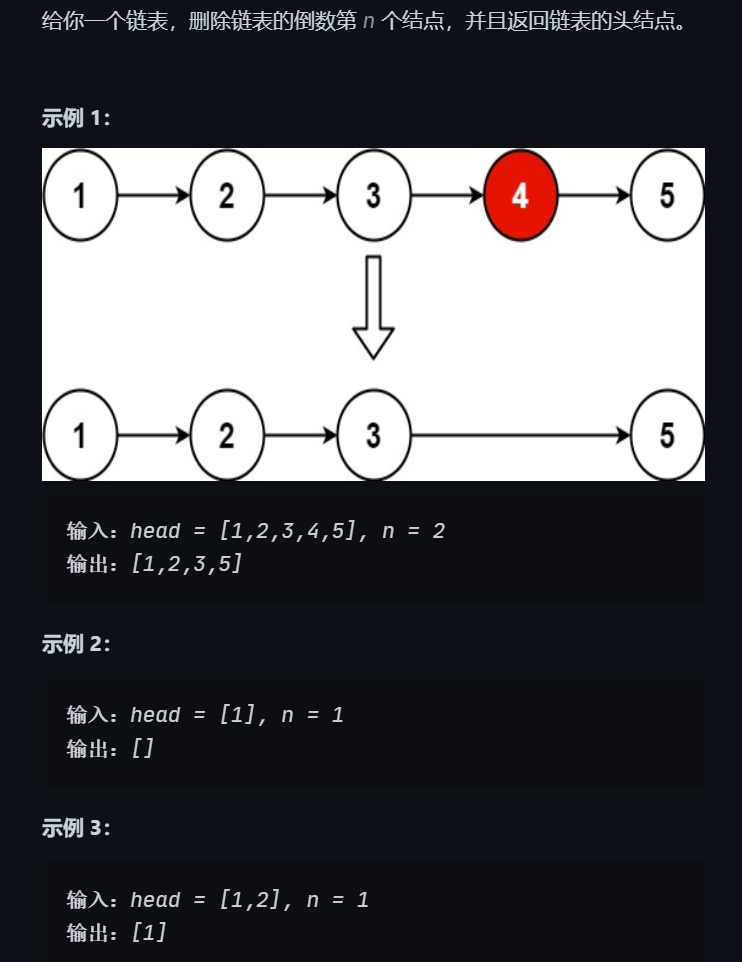 给你一个链表，删除链表的倒数第 n 个结点，并且返回链表的头结点。
示例 1：
1 2 3 4 5
1 2 3 5
输入：head = [1,2,3,4,5], n = 2
输出：[1,2,3,5]
示例 2：
输入：head = [1], n = 1
输出：[]
示例 3：
输入：head = [1,2], n = 1
输出：[1]